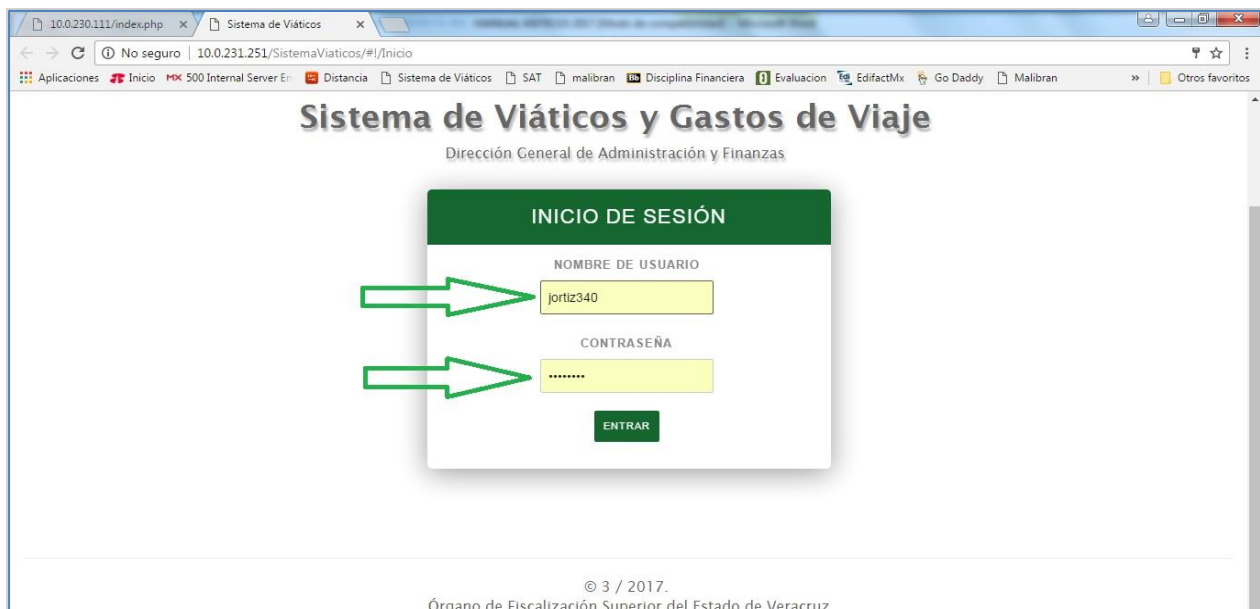 10.0.230.111/index.php
Sistema de Viáticos
No seguro | 10.0.231.251/SistemaViaticos/#!/Inicio
Aplicaciones Inicio MX 500 Internal Server Er Distancia Sistema de Viáticos SAT malibran Bb Disciplina Financiera Evaluacion EdifactMx Go Daddy Malibran » Otros favoritos
Sistema de Viáticos y Gastos de Viaje
Dirección General de Administración y Finanzas
INICIO DE SESIÓN
NOMBRE DE USUARIO
jortiz340
CONTRASEÑA
••••••••
ENTRAR
© 3 / 2017.
Órgano de Fiscalización Superior del Estado de Veracruz